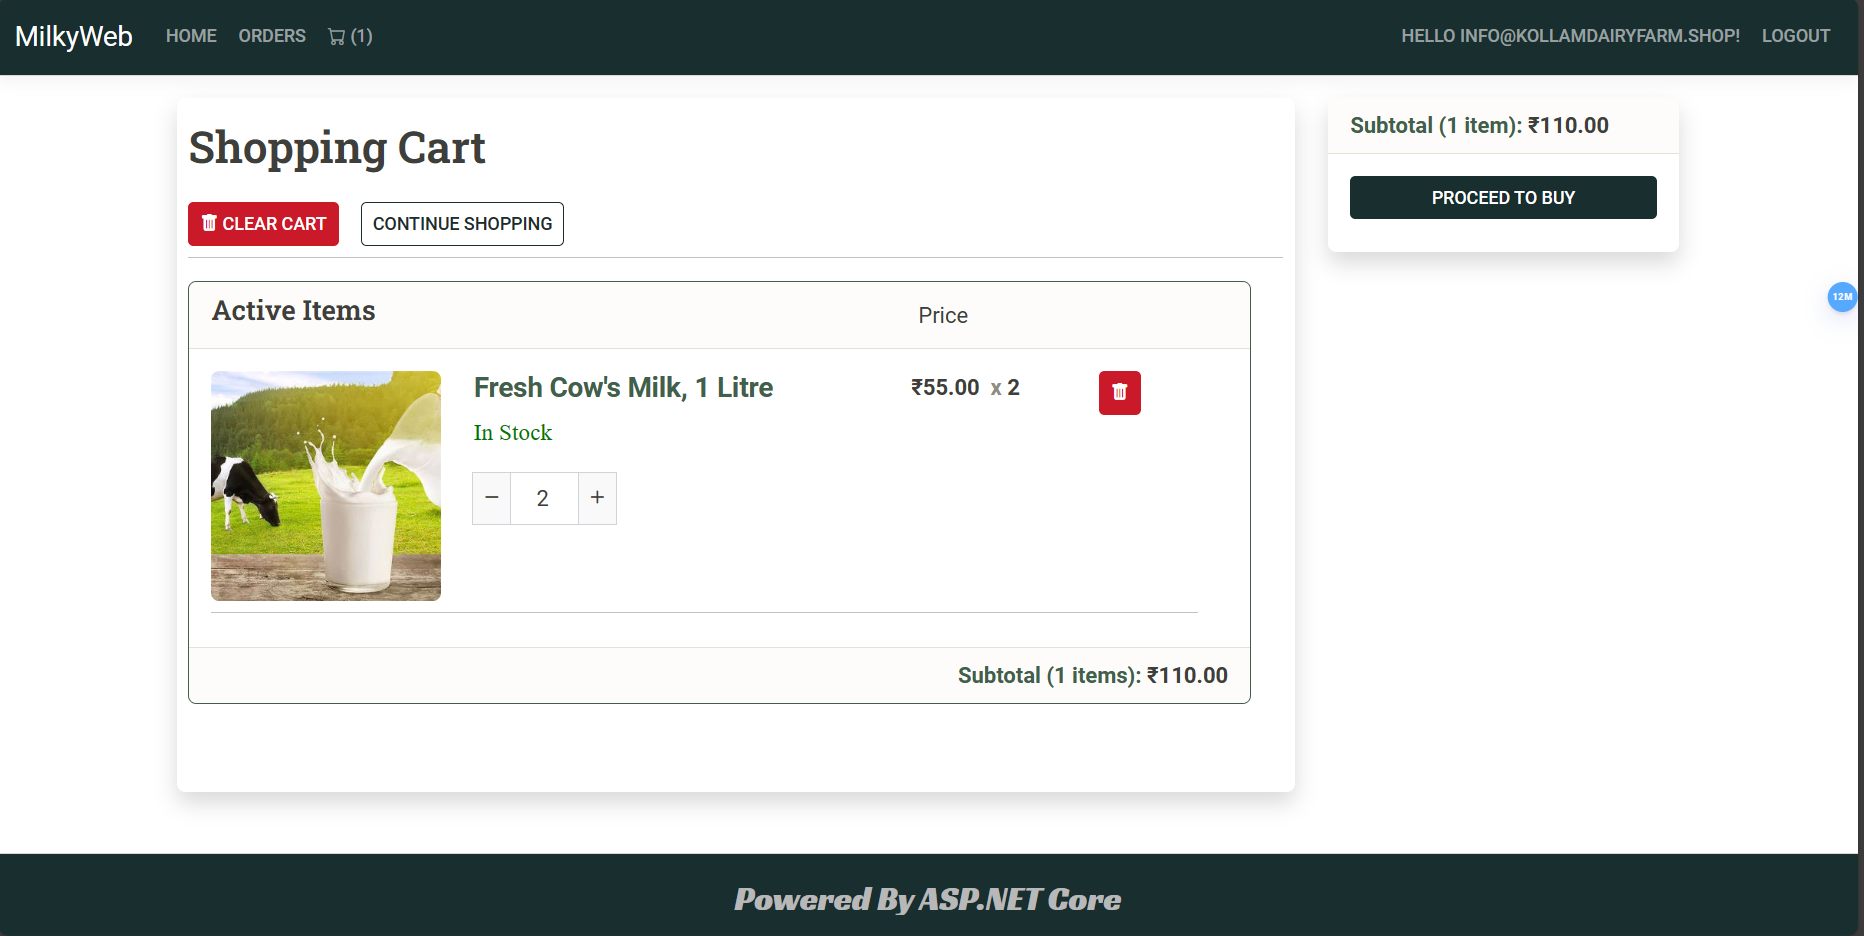 MilkyWeb HOME ORDERS (1) HELLO INFO@KOLLAMDAIRYFARM.SHOP! LOGOUT
Shopping Cart
CLEAR CART CONTINUE SHOPPING
Active Items Price
Fresh Cow's Milk, 1 Litre ₹55.00 x 2
In Stock
− 2 +
Subtotal (1 items): ₹110.00
Subtotal (1 item): ₹110.00
PROCEED TO BUY
12M
Powered By ASP.NET Core